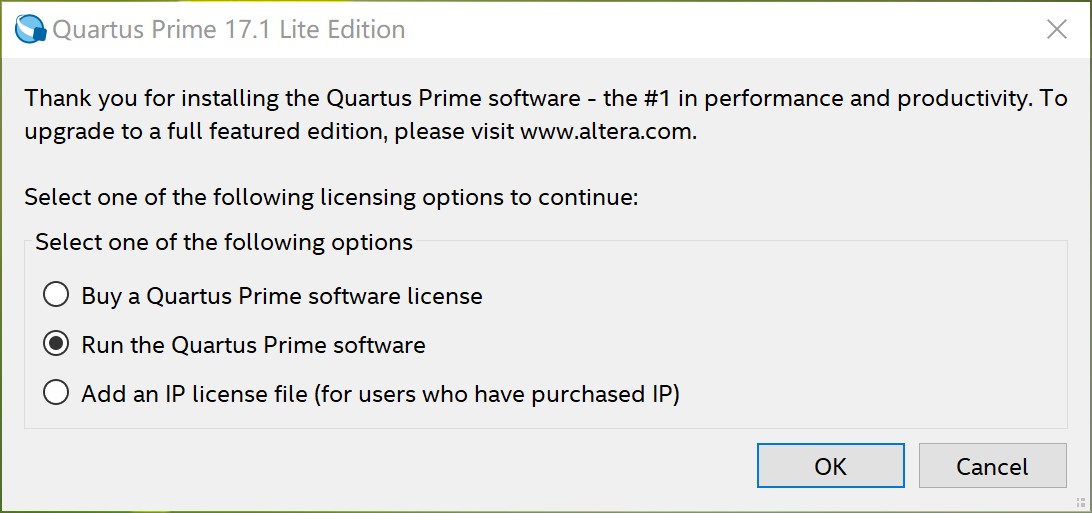 Quartus Prime 17.1 Lite Edition
Thank you for installing the Quartus Prime software - the #1 in performance and productivity. To
upgrade to a full featured edition, please visit www.altera.com.
Select one of the following licensing options to continue:
Select one of the following options
Buy a Quartus Prime software license
Run the Quartus Prime software
Add an IP license file (for users who have purchased IP)
OK Cancel